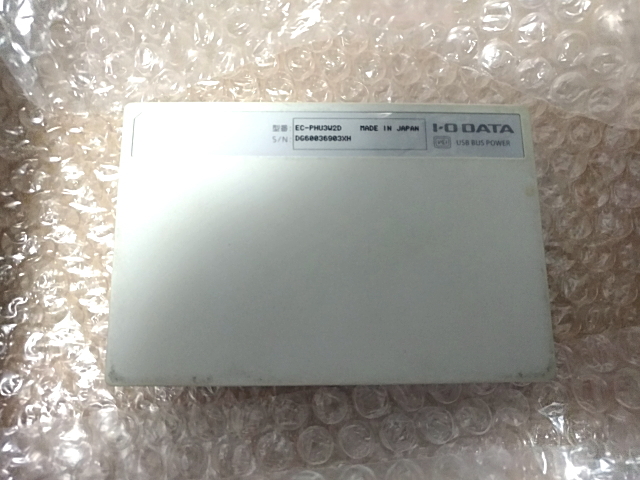 型番 EC-PHU3W2D MADE IN JAPAN
S/N DG60036903XH
I-O DATA
USB BUS POWER